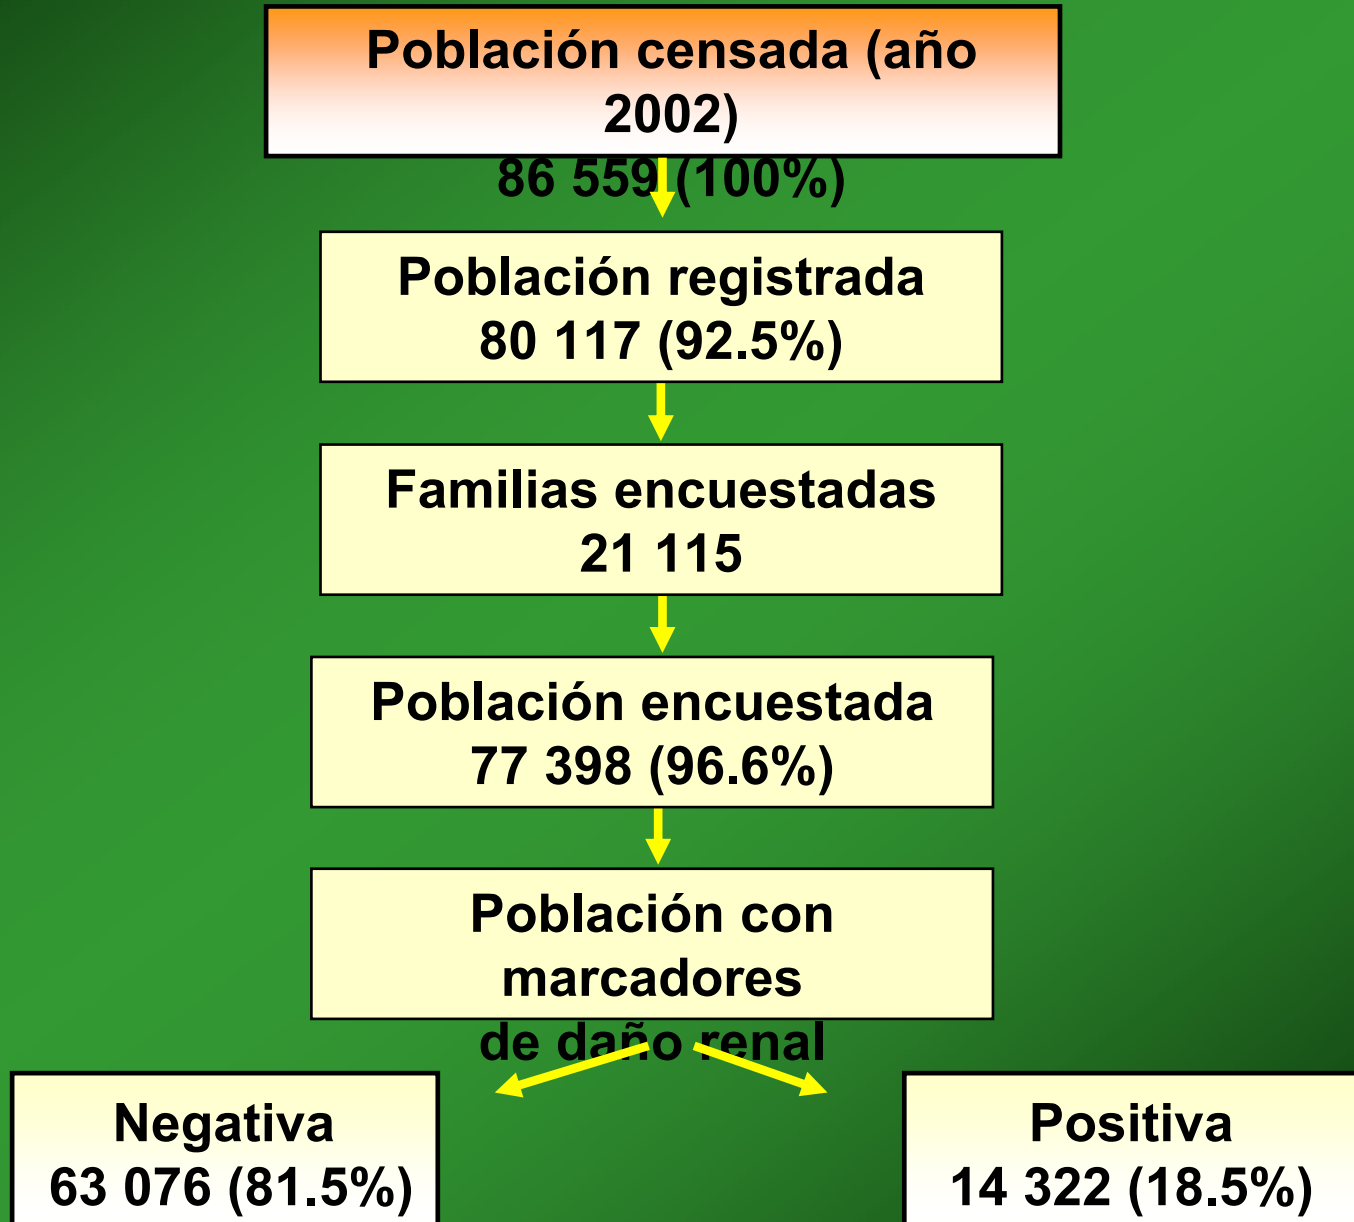 Población censada (año
2002)
86 559 (100%)
Población registrada
80 117 (92.5%)
Familias encuestadas
21 115
Población encuestada
77 398 (96.6%)
Población con
marcadores
de daño renal
Negativa
63 076 (81.5%)
Positiva
14 322 (18.5%)